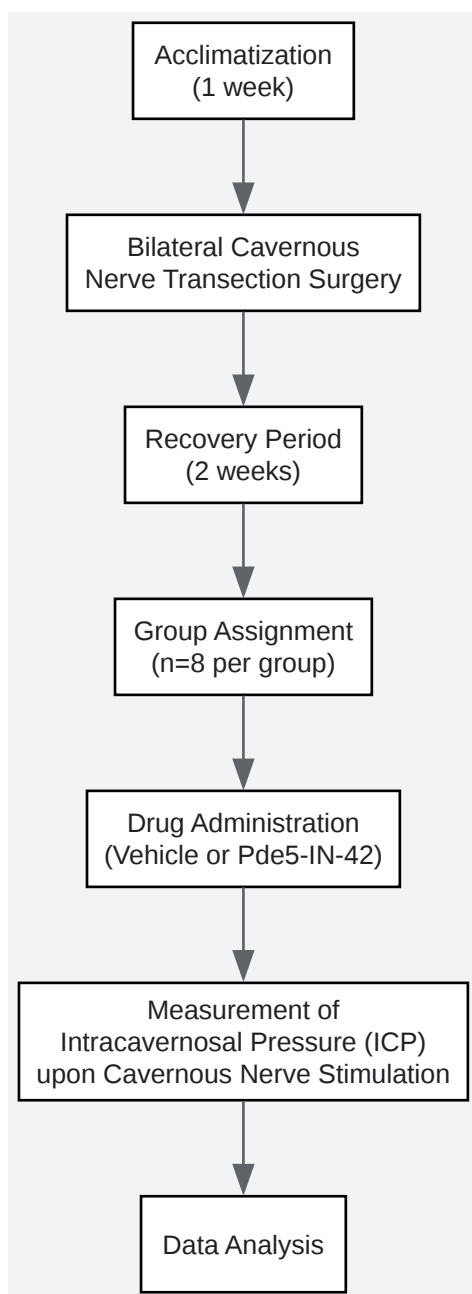 Acclimatization
(1 week)
Bilateral Cavernous
Nerve Transection Surgery
Recovery Period
(2 weeks)
Group Assignment
(n=8 per group)
Drug Administration
(Vehicle or Pde5-IN-42)
Measurement of
Intracavernosal Pressure (ICP)
upon Cavernous Nerve Stimulation
Data Analysis